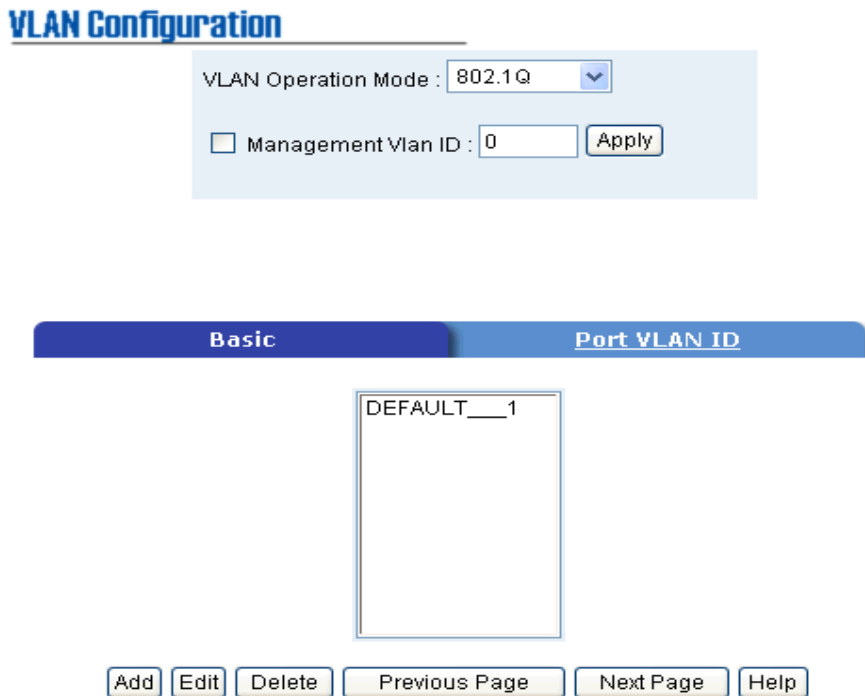 VLAN Configuration
VLAN Operation Mode : 802.1Q
Management Vlan ID : 0 Apply
Basic Port VLAN ID
DEFAULT___1
Add Edit Delete Previous Page Next Page Help